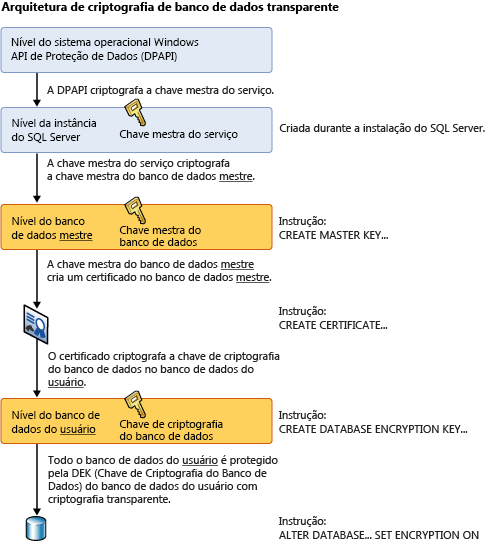 Arquitetura de criptografia de banco de dados transparente
Nível do sistema operacional Windows
API de Proteção de Dados (DPAPI)
A DPAPI criptografa a chave mestra do serviço.
Nível da instância
do SQL Server
Chave mestra do serviço
Criada durante a instalação do SQL Server.
A chave mestra do serviço criptografa
a chave mestra do banco de dados mestre.
Nível do banco
de dados mestre
Chave mestra do
banco de dados
Instrução:
CREATE MASTER KEY...
A chave mestra do banco de dados mestre
cria um certificado no banco de dados mestre.
Instrução:
CREATE CERTIFICATE...
O certificado criptografa a chave de criptografia
do banco de dados no banco de dados do
usuário.
Nível do banco de
dados do usuário
Chave de criptografia
do banco de dados
Instrução:
CREATE DATABASE ENCRYPTION KEY...
Todo o banco de dados do usuário é protegido
pela DEK (Chave de Criptografia do Banco de
Dados) do banco de dados do usuário com
criptografia transparente.
Instrução:
ALTER DATABASE... SET ENCRYPTION ON